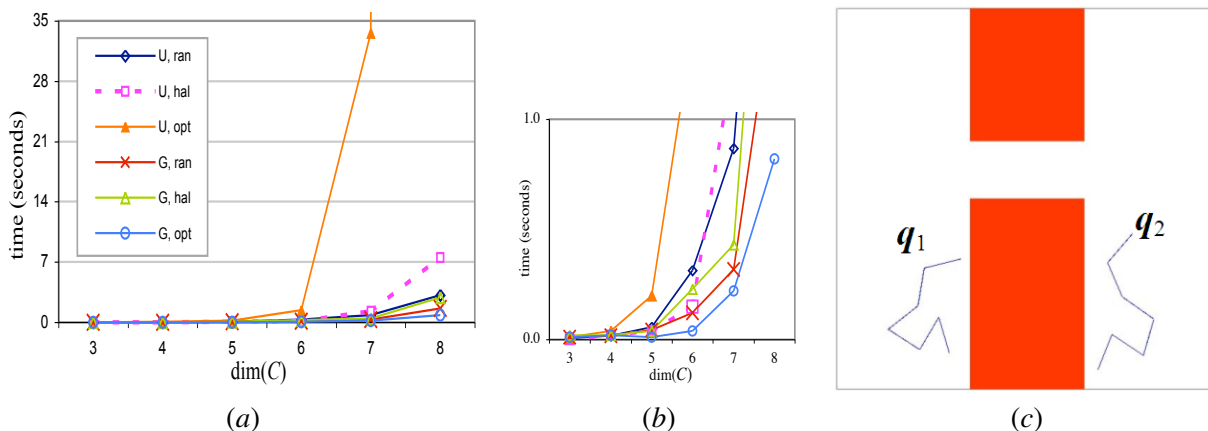 35
28
21
14
7
0
time (seconds)
U, ran
U, hal
U, opt
G, ran
G, hal
G, opt
3 4 5 6 7 8
dim(C)
(a)
1.0
0.0
time (seconds)
3 4 5 6 7 8
dim(C)
(b)
q1
q2
(c)